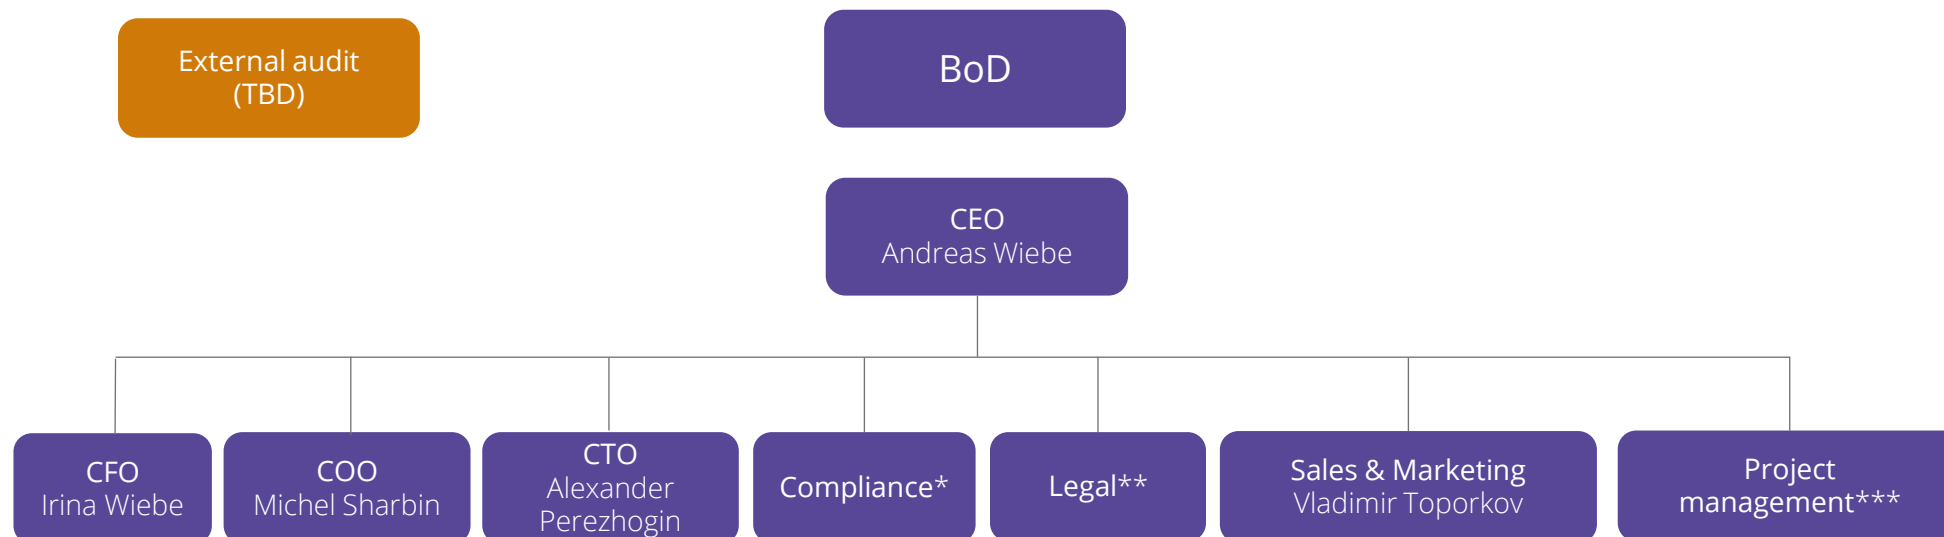 External audit
(TBD)
BoD
CEO
Andreas Wiebe
CFO
Irina Wiebe
COO
Michel Sharbin
CTO
Alexander
Perezhogin
Compliance*
Legal**
Sales & Marketing
Vladimir Toporkov
Project
management***